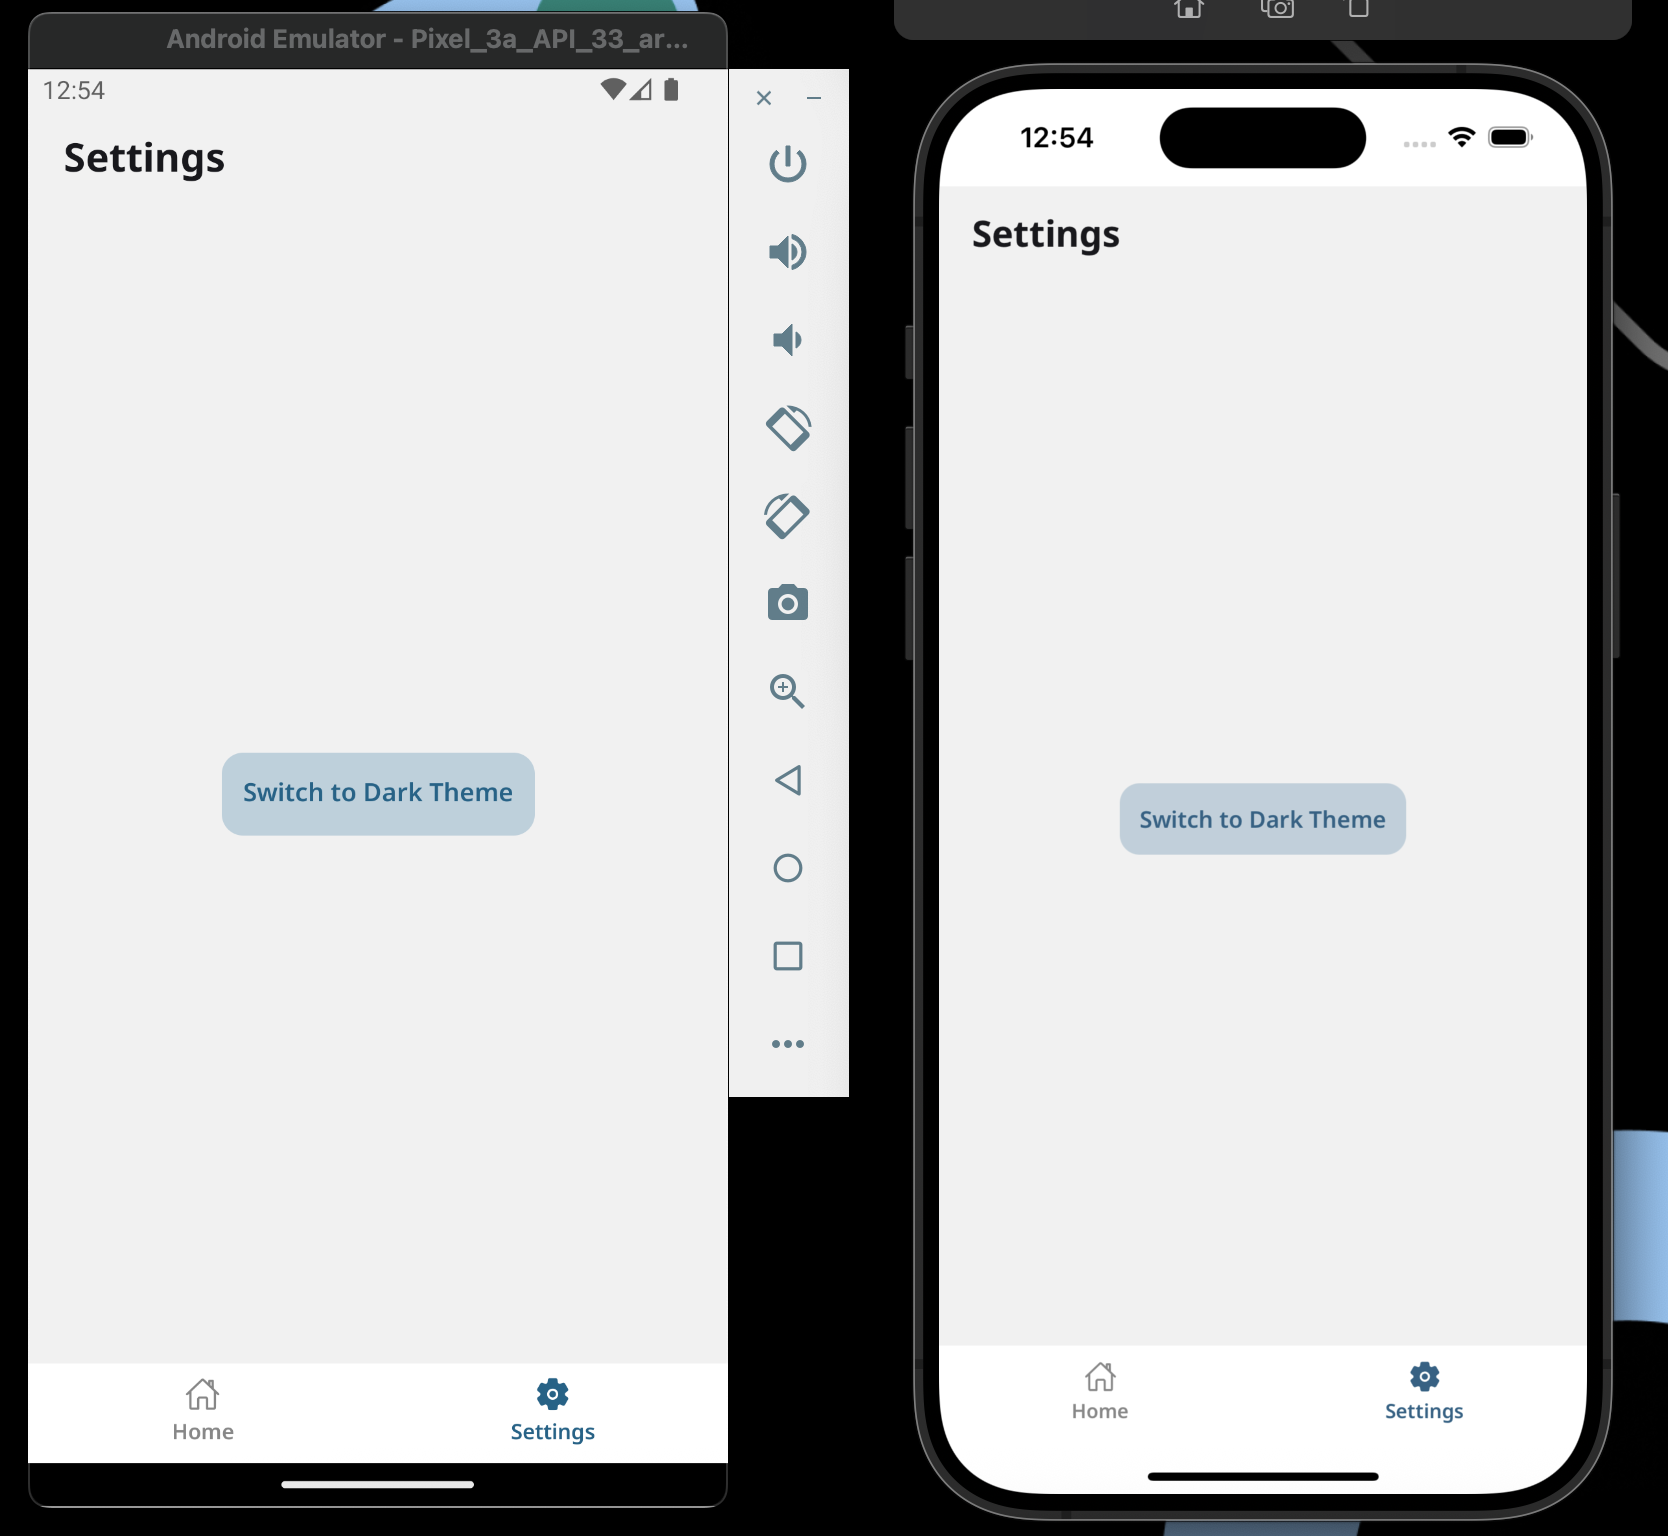 Android Emulator - Pixel_3a_API_33_ar...
12:54
Settings
Switch to Dark Theme
Home
Settings
12:54
Settings
Switch to Dark Theme
Home
Settings